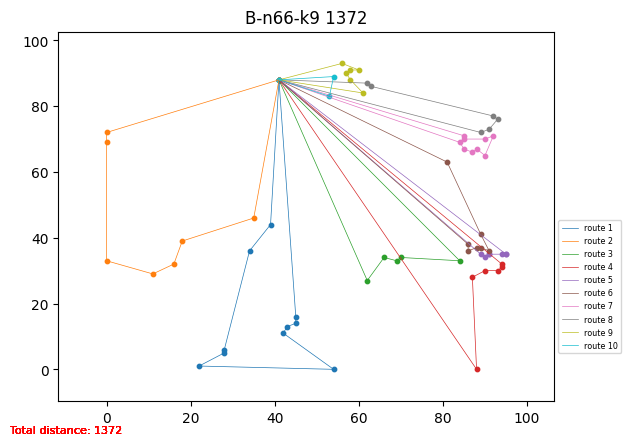 B-n66-k9 1372
100
80
60
40
20
0
0 20 40 60 80 100
route 1
route 2
route 3
route 4
route 5
route 6
route 7
route 8
route 9
route 10
Total distance: 1372